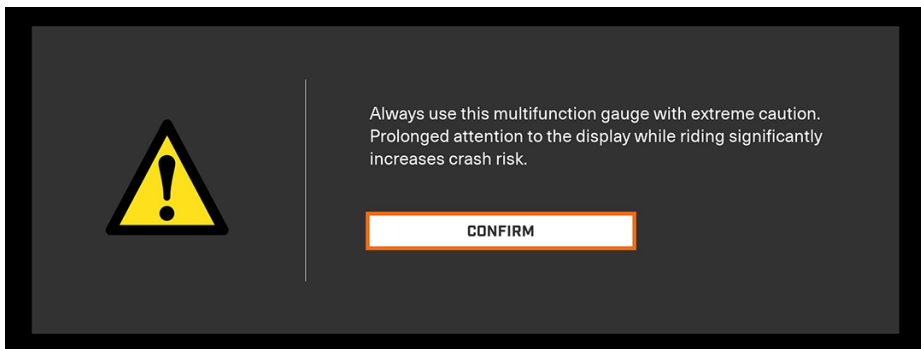 Always use this multifunction gauge with extreme caution.
Prolonged attention to the display while riding significantly
increases crash risk.
CONFIRM